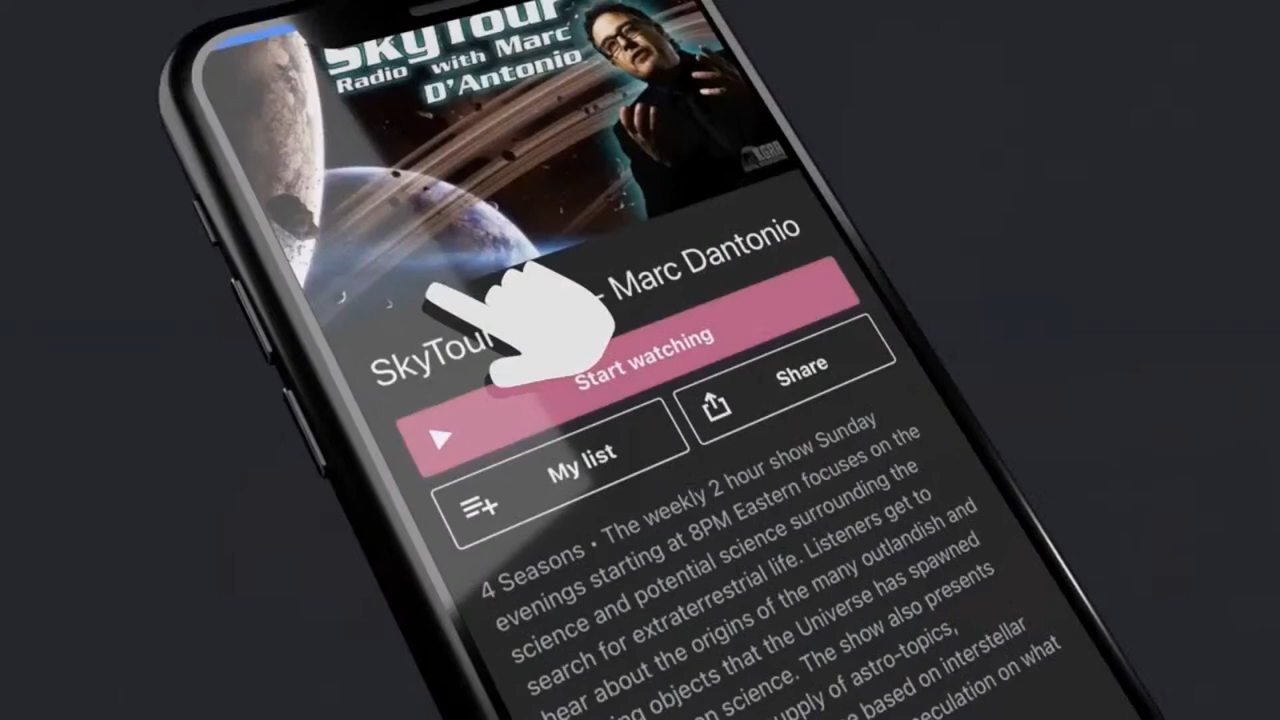 SkyTour
Radio with Marc
D'Antonio
KGRA
SkyTour - Marc Dantonio
Start watching
My list
Share
4 Seasons • The weekly 2 hour show Sunday
evenings starting at 8PM Eastern focuses on the
science and potential science surrounding the
search for extraterrestrial life. Listeners get to
hear about the origins of the many outlandish and
objects that the Universe has spawned
science. The show also presents
of astro-topics,
based on interstellar
on what